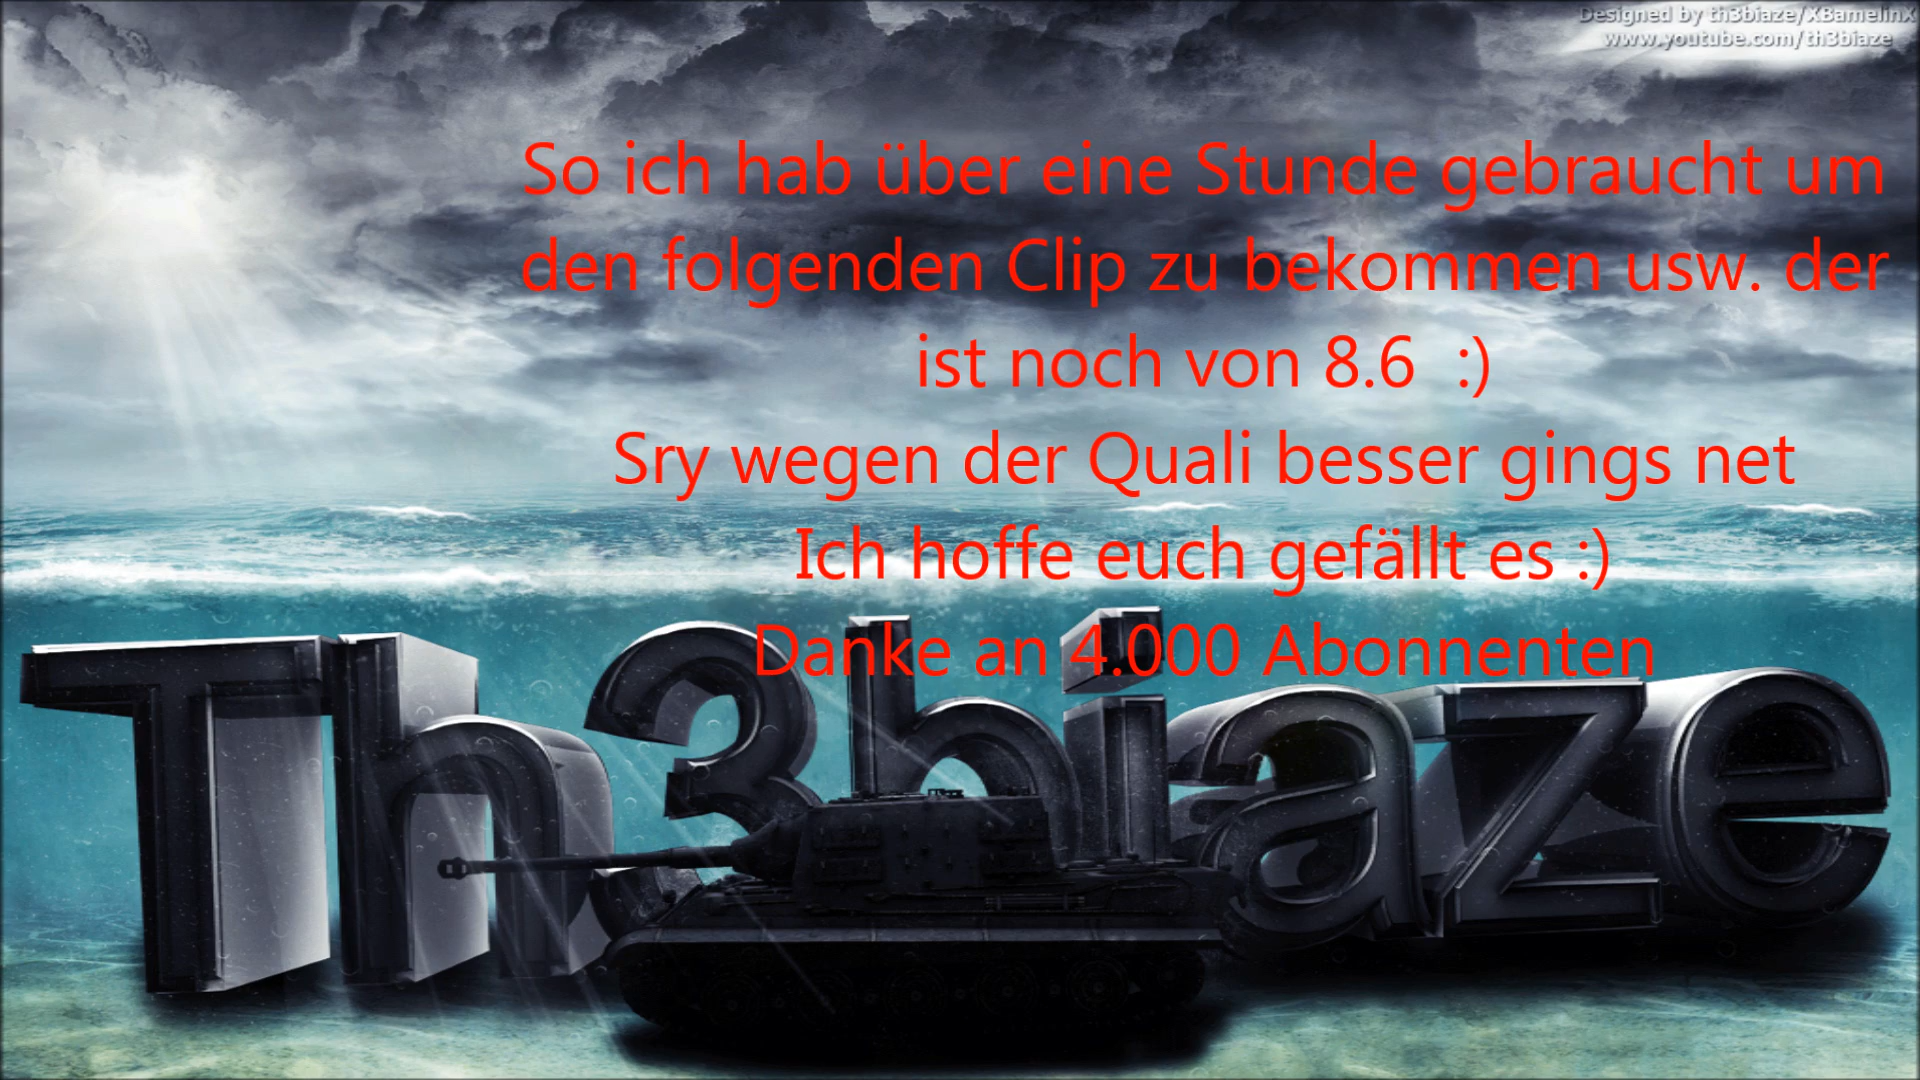 Designed by th3biaze/XBamelinX
www.youtube.com/th3biaze
So ich hab über eine Stunde gebraucht um
den folgenden Clip zu bekommen usw. der
ist noch von 8.6  :)
Sry wegen der Quali besser gings net
Ich hoffe euch gefällt es :)
Danke an 4.000 Abonnenten
Th3biaze